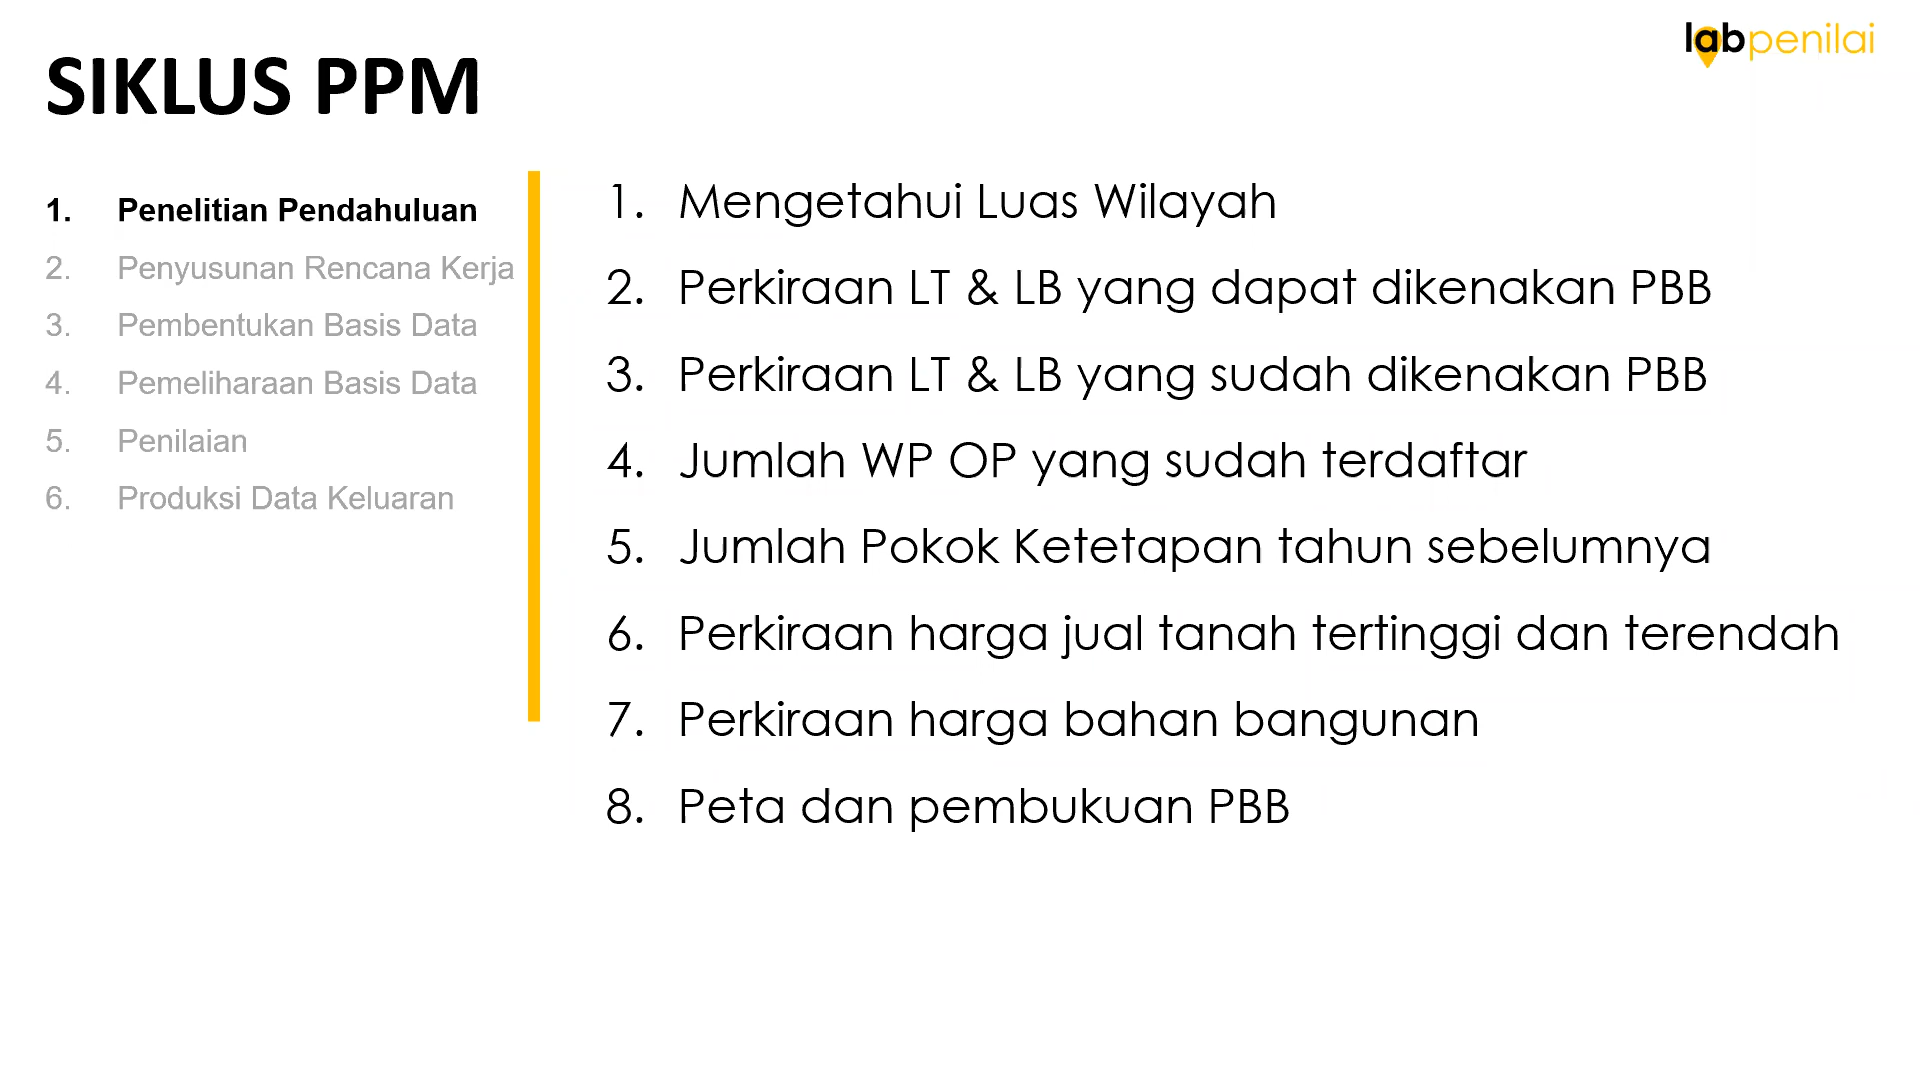 labpenilai
SIKLUS PPM
1. Penelitian Pendahuluan
2. Penyusunan Rencana Kerja
3. Pembentukan Basis Data
4. Pemeliharaan Basis Data
5. Penilaian
6. Produksi Data Keluaran
1. Mengetahui Luas Wilayah
2. Perkiraan LT & LB yang dapat dikenakan PBB
3. Perkiraan LT & LB yang sudah dikenakan PBB
4. Jumlah WP OP yang sudah terdaftar
5. Jumlah Pokok Ketetapan tahun sebelumnya
6. Perkiraan harga jual tanah tertinggi dan terendah
7. Perkiraan harga bahan bangunan
8. Peta dan pembukuan PBB